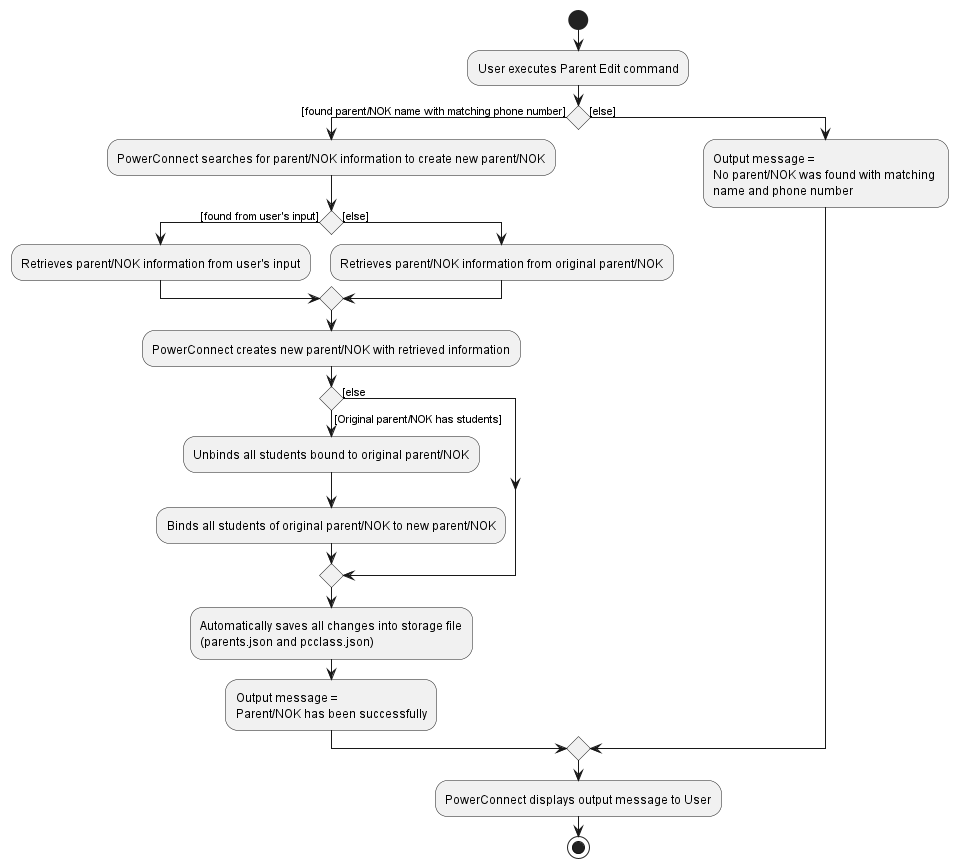 User executes Parent Edit command
[found parent/NOK name with matching phone number]
[else]
PowerConnect searches for parent/NOK information to create new parent/NOK
Output message =
No parent/NOK was found with matching
name and phone number
[found from user's input]
[else]
Retrieves parent/NOK information from user's input
Retrieves parent/NOK information from original parent/NOK
PowerConnect creates new parent/NOK with retrieved information
[else
[Original parent/NOK has students]
Unbinds all students bound to original parent/NOK
Binds all students of original parent/NOK to new parent/NOK
Automatically saves all changes into storage file
(parents.json and pcclass.json)
Output message =
Parent/NOK has been successfully
PowerConnect displays output message to User